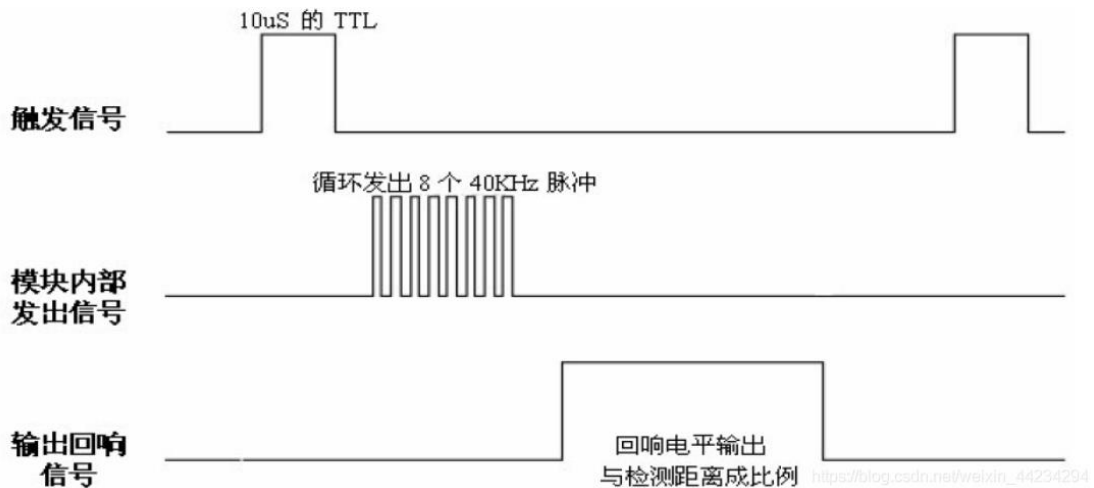 10uS 的 TTL
触发信号
循环发出 8 个 40KHz 脉冲
模块内部
发出信号
输出回响
信号
回响电平输出
与检测距离成比例
https://blog.csdn.net/weixin_44234294